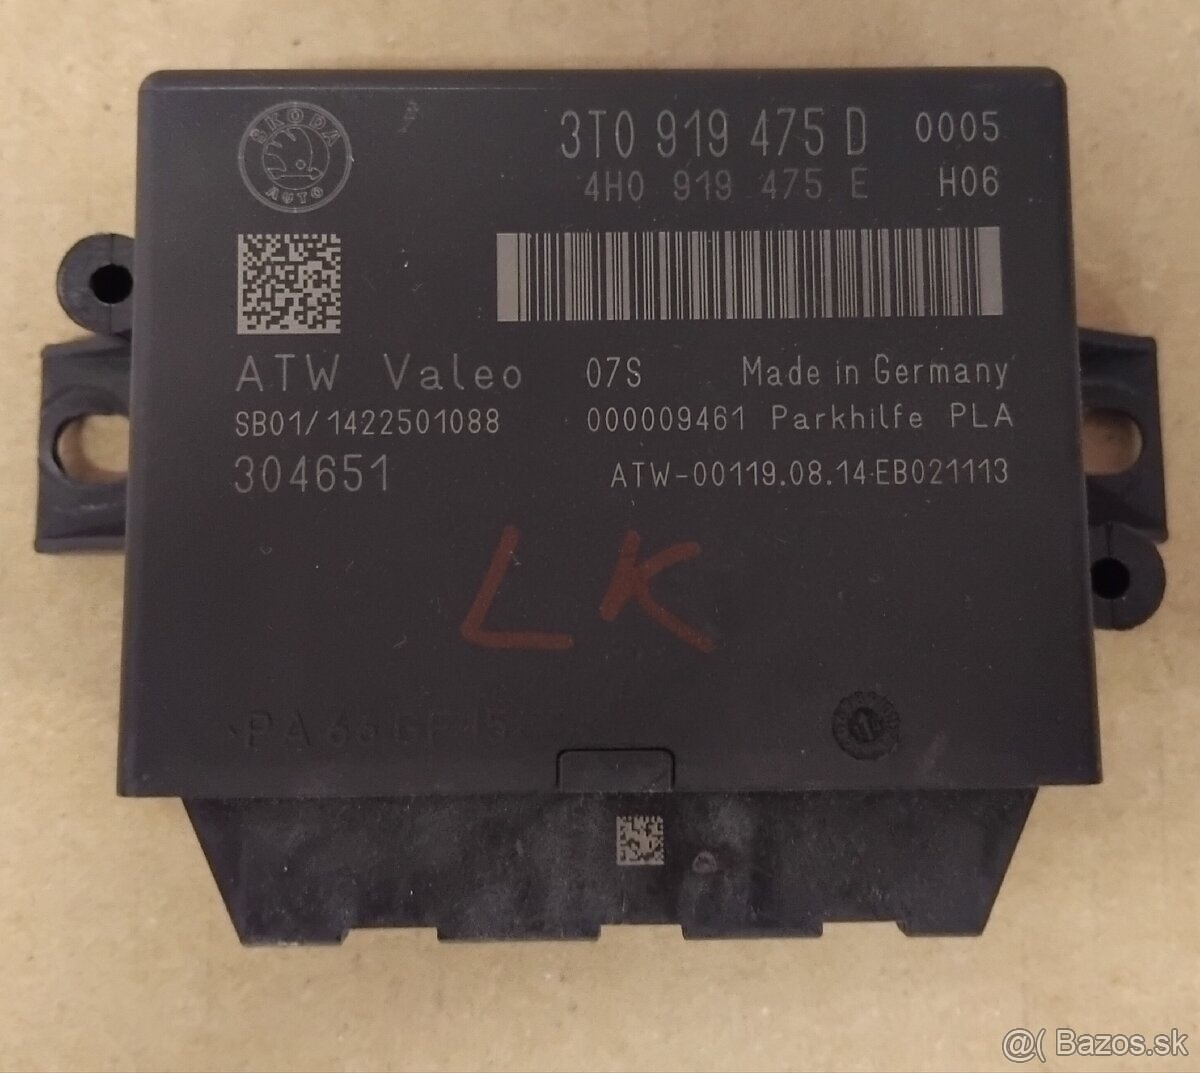 SKODA
AUTO
3T0 919 475 D 0005
4H0 919 475 E H06
ATW Valeo 07S Made in Germany
SB01/1422501088 000009461 Parkhilfe PLA
304651 ATW-00119.08.14-EB021113
LK
@( Bazos.sk